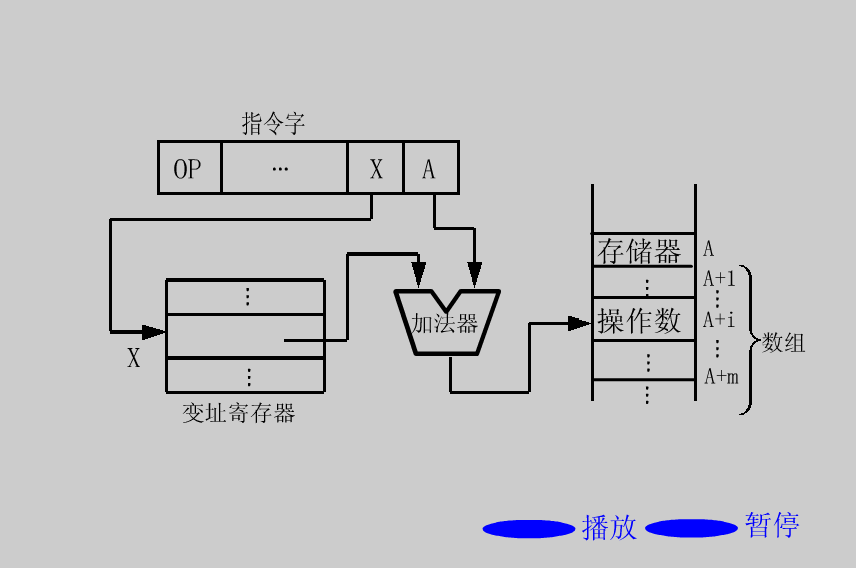 指令字
OP … X A
存储器 A
⋮ A+1
⋮
⋮ 操作数 A+i
加法器
X
⋮ ⋮ 数组
⋮ A+m
⋮
变址寄存器
播放 暂停